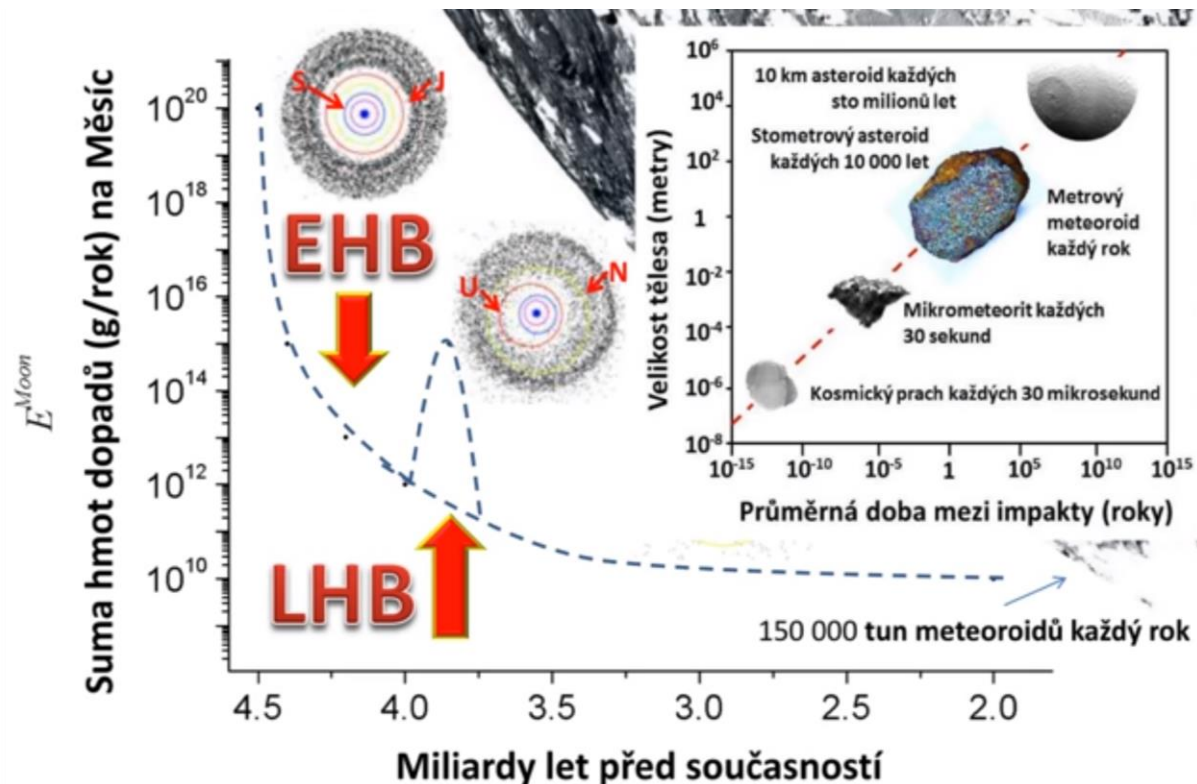 E^Moon
Suma hmot dopadů (g/rok) na Měsíc
10^20
10^18
10^16
10^14
10^12
10^10
S
J
EHB
U
N
LHB
150 000 tun meteoroidů každý rok
4.5
4.0
3.5
3.0
2.5
2.0
Miliardy let před současností
Velikost tělesa (metry)
10^6
10^4
10^2
1
10^-2
10^-4
10^-6
10^-8
10 km asteroid každých
sto milionů let
Stometrový asteroid
každých 10 000 let
Metrový
meteoroid
každý rok
Mikrometeorit každých
30 sekund
Kosmický prach každých 30 mikrosekund
10^-15
10^-10
10^-5
1
10^5
10^10
10^15
Průměrná doba mezi impakty (roky)